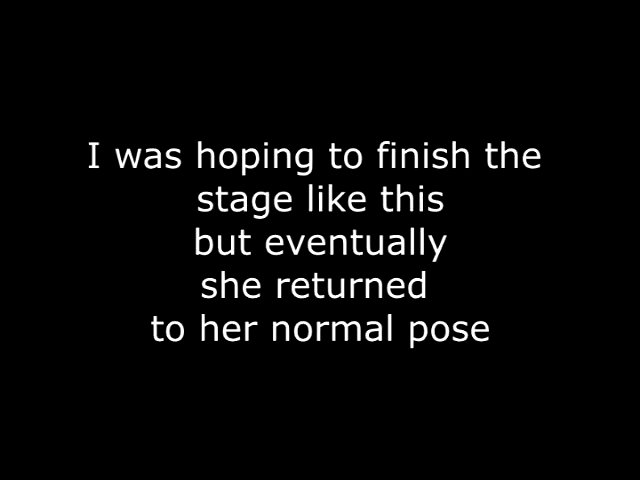 I was hoping to finish the
stage like this
but eventually
she returned
to her normal pose